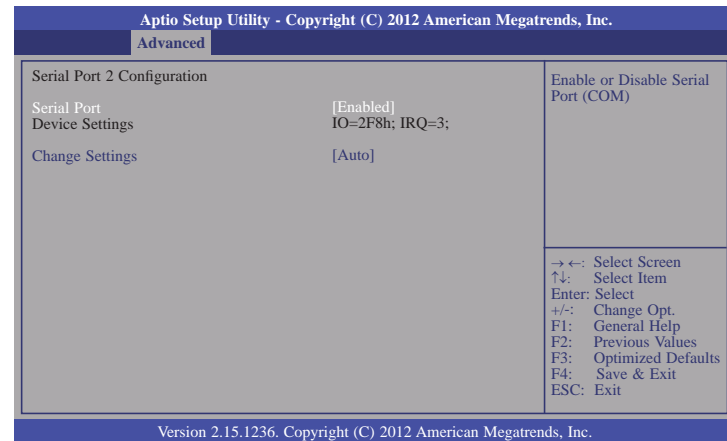 Aptio Setup Utility - Copyright (C) 2012 American Megatrends, Inc.
Advanced
Serial Port 2 Configuration
Serial Port [Enabled]
Device Settings IO=2F8h; IRQ=3;
Change Settings [Auto]
Enable or Disable Serial
Port (COM)
→←: Select Screen
↑↓: Select Item
Enter: Select
+/-: Change Opt.
F1: General Help
F2: Previous Values
F3: Optimized Defaults
F4: Save & Exit
ESC: Exit
Version 2.15.1236. Copyright (C) 2012 American Megatrends, Inc.